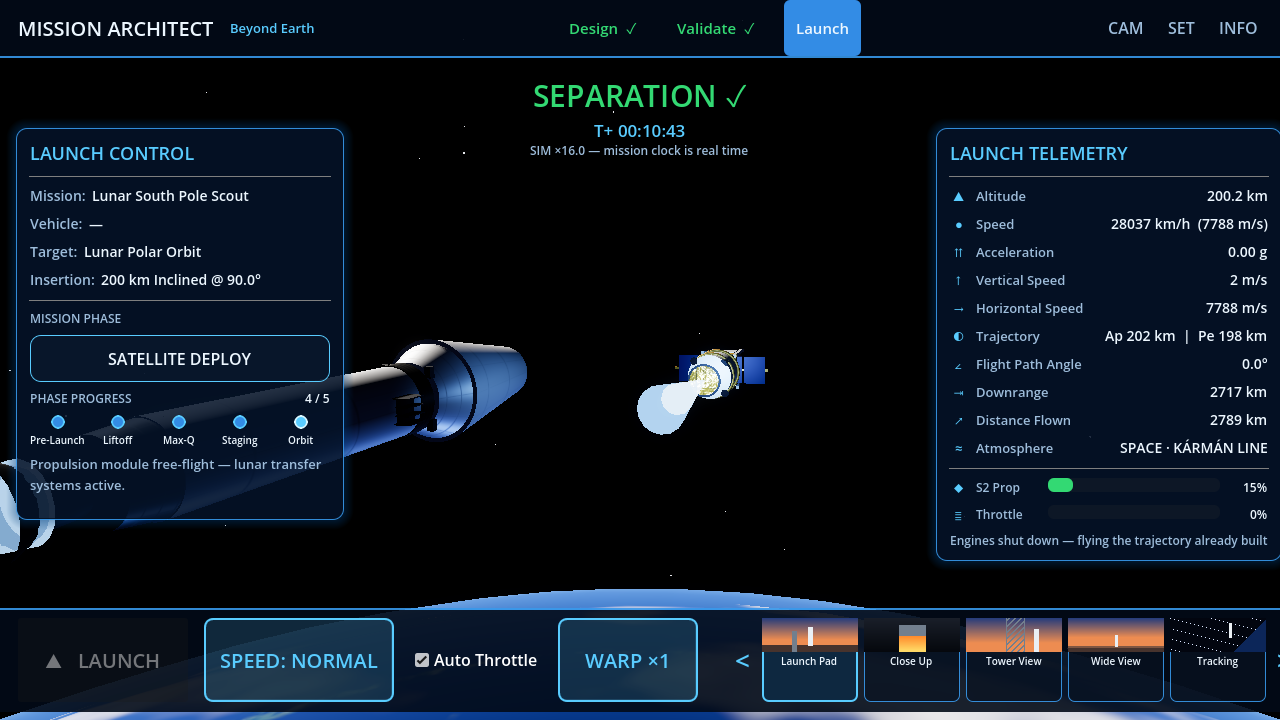 MISSION ARCHITECT Beyond Earth Design ✓ Validate ✓ Launch CAM SET INFO
SEPARATION ✓
T+ 00:10:43
SIM ×16.0 — mission clock is real time
LAUNCH CONTROL
Mission: Lunar South Pole Scout
Vehicle: —
Target: Lunar Polar Orbit
Insertion: 200 km Inclined @ 90.0°
MISSION PHASE
SATELLITE DEPLOY
PHASE PROGRESS 4 / 5
Pre-Launch Liftoff Max-Q Staging Orbit
Propulsion module free-flight — lunar transfer
systems active.
LAUNCH TELEMETRY
Altitude 200.2 km
Speed 28037 km/h (7788 m/s)
Acceleration 0.00 g
Vertical Speed 2 m/s
Horizontal Speed 7788 m/s
Trajectory Ap 202 km | Pe 198 km
Flight Path Angle 0.0°
Downrange 2717 km
Distance Flown 2789 km
Atmosphere SPACE · KÁRMÁN LINE
S2 Prop 15%
Throttle 0%
Engines shut down — flying the trajectory already built
▲ LAUNCH
SPEED: NORMAL
Auto Throttle
WARP ×1
<
Launch Pad
Close Up
Tower View
Wide View
Tracking